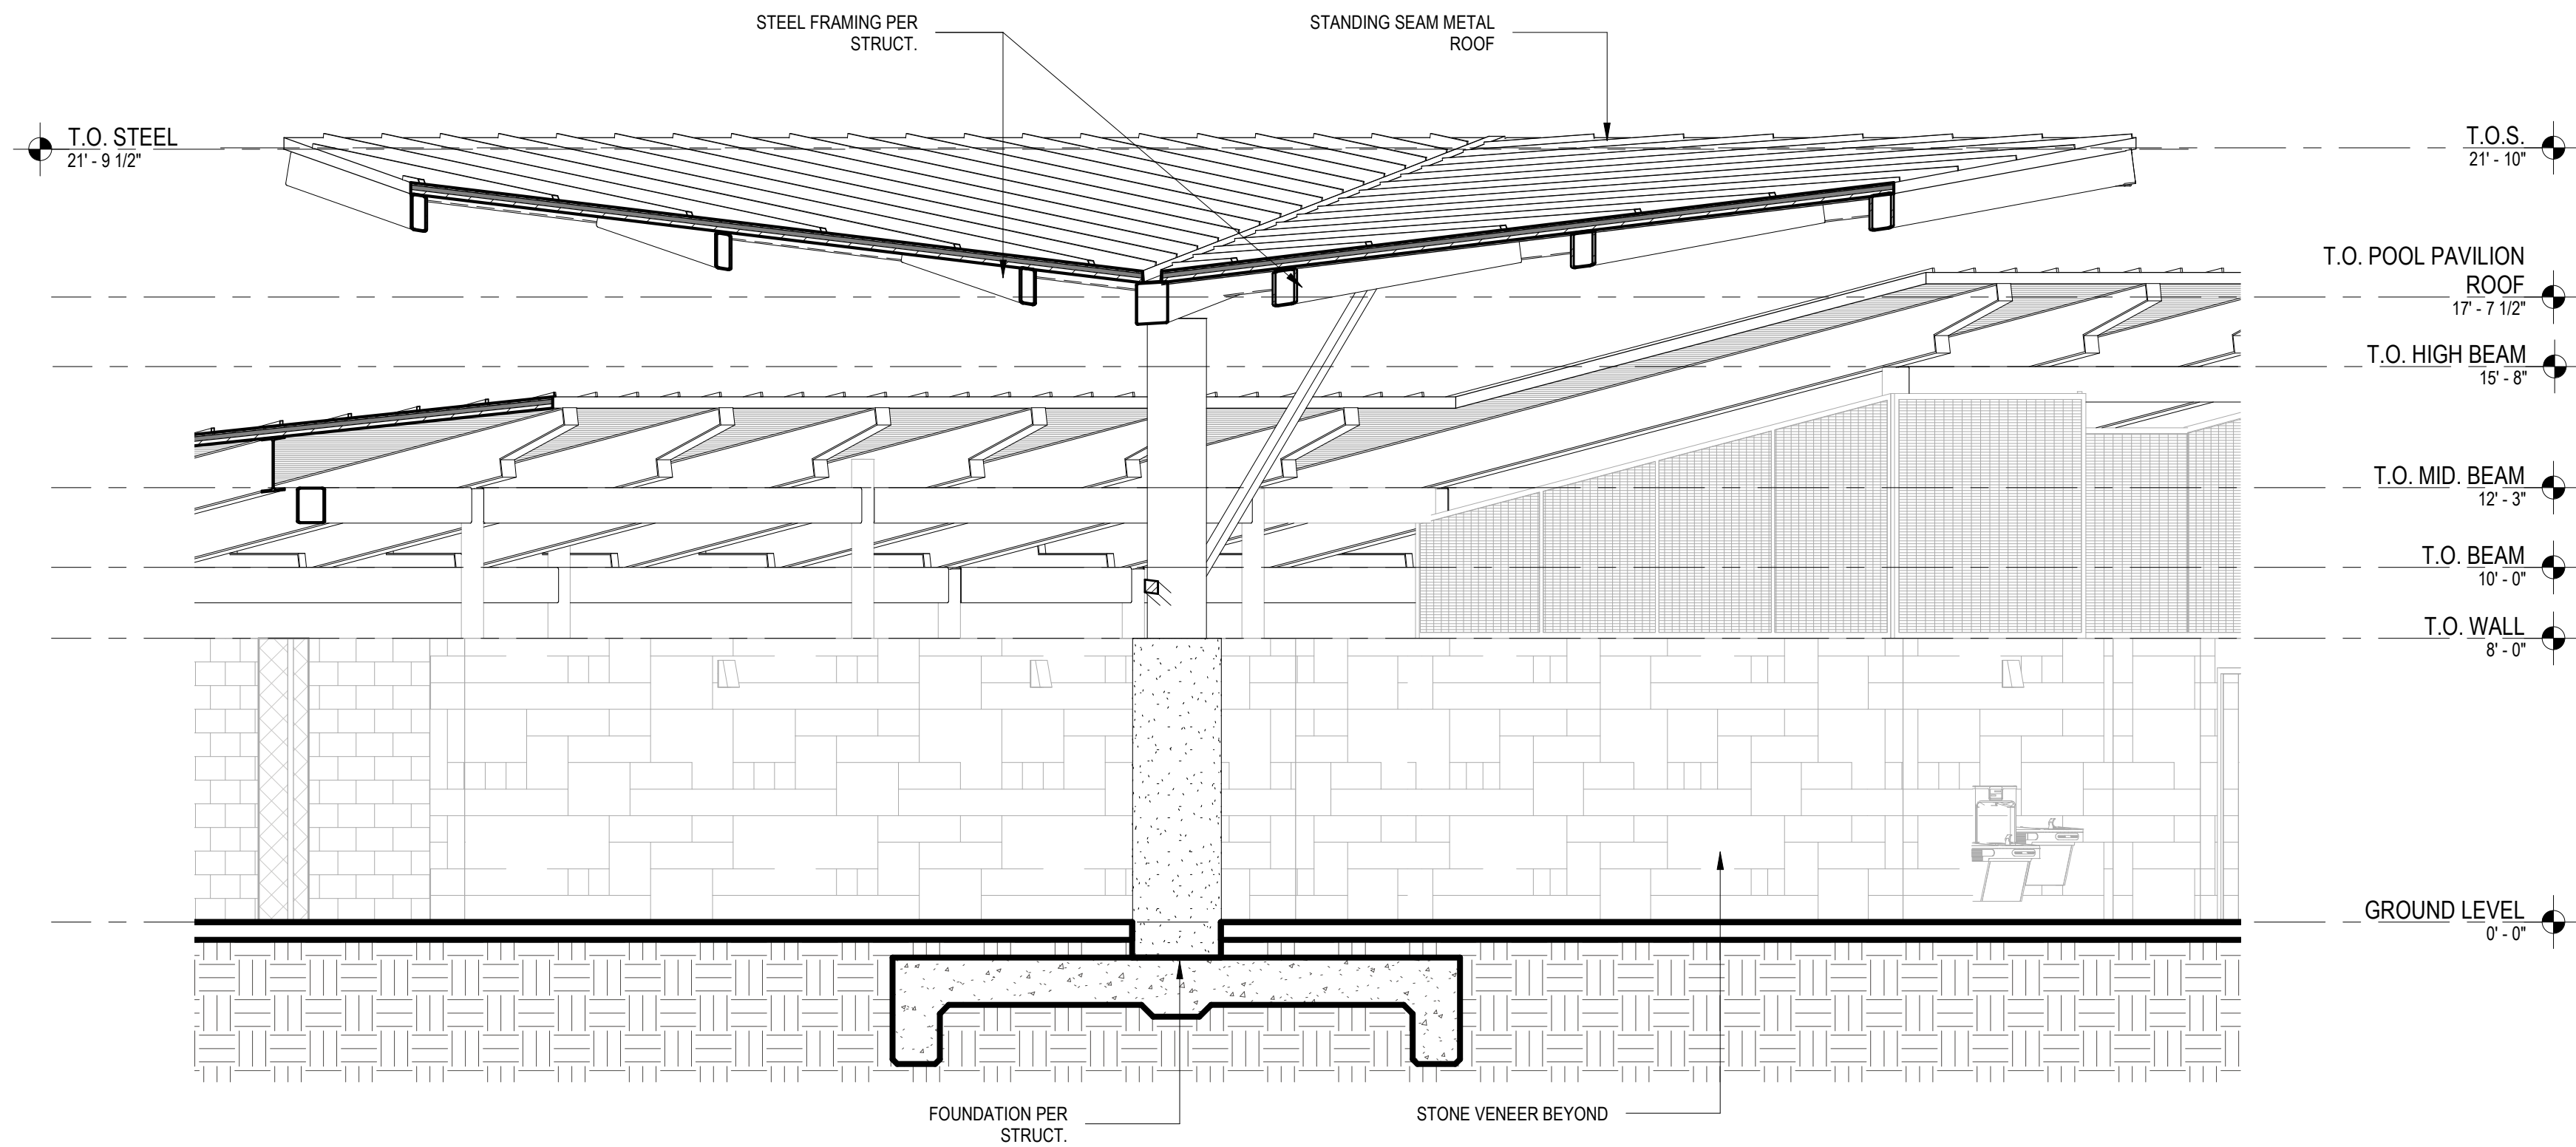 STEEL FRAMING PER
STRUCT.
STANDING SEAM METAL
ROOF
T.O. STEEL
21' - 9 1/2"
T.O.S.
21' - 10"
T.O. POOL PAVILION
ROOF
17' - 7 1/2"
T.O. HIGH BEAM
15' - 8"
T.O. MID. BEAM
12' - 3"
T.O. BEAM
10' - 0"
T.O. WALL
8' - 0"
GROUND LEVEL
0' - 0"
FOUNDATION PER
STRUCT.
STONE VENEER BEYOND